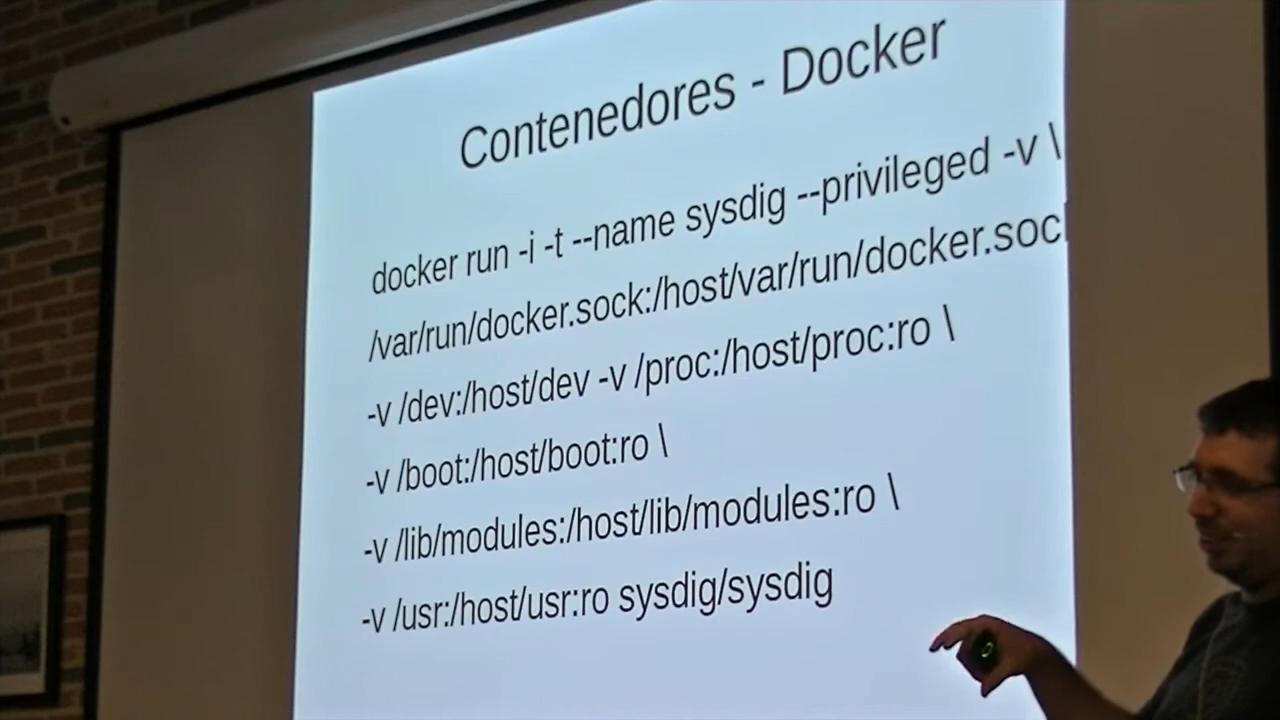 Contenedores - Docker
docker run -i -t --name sysdig --privileged -v \
/var/run/docker.sock:/host/var/run/docker.soc
-v /dev:/host/dev -v /proc:/host/proc:ro \
-v /boot:/host/boot:ro \
-v /lib/modules:/host/lib/modules:ro \
-v /usr:/host/usr:ro sysdig/sysdig